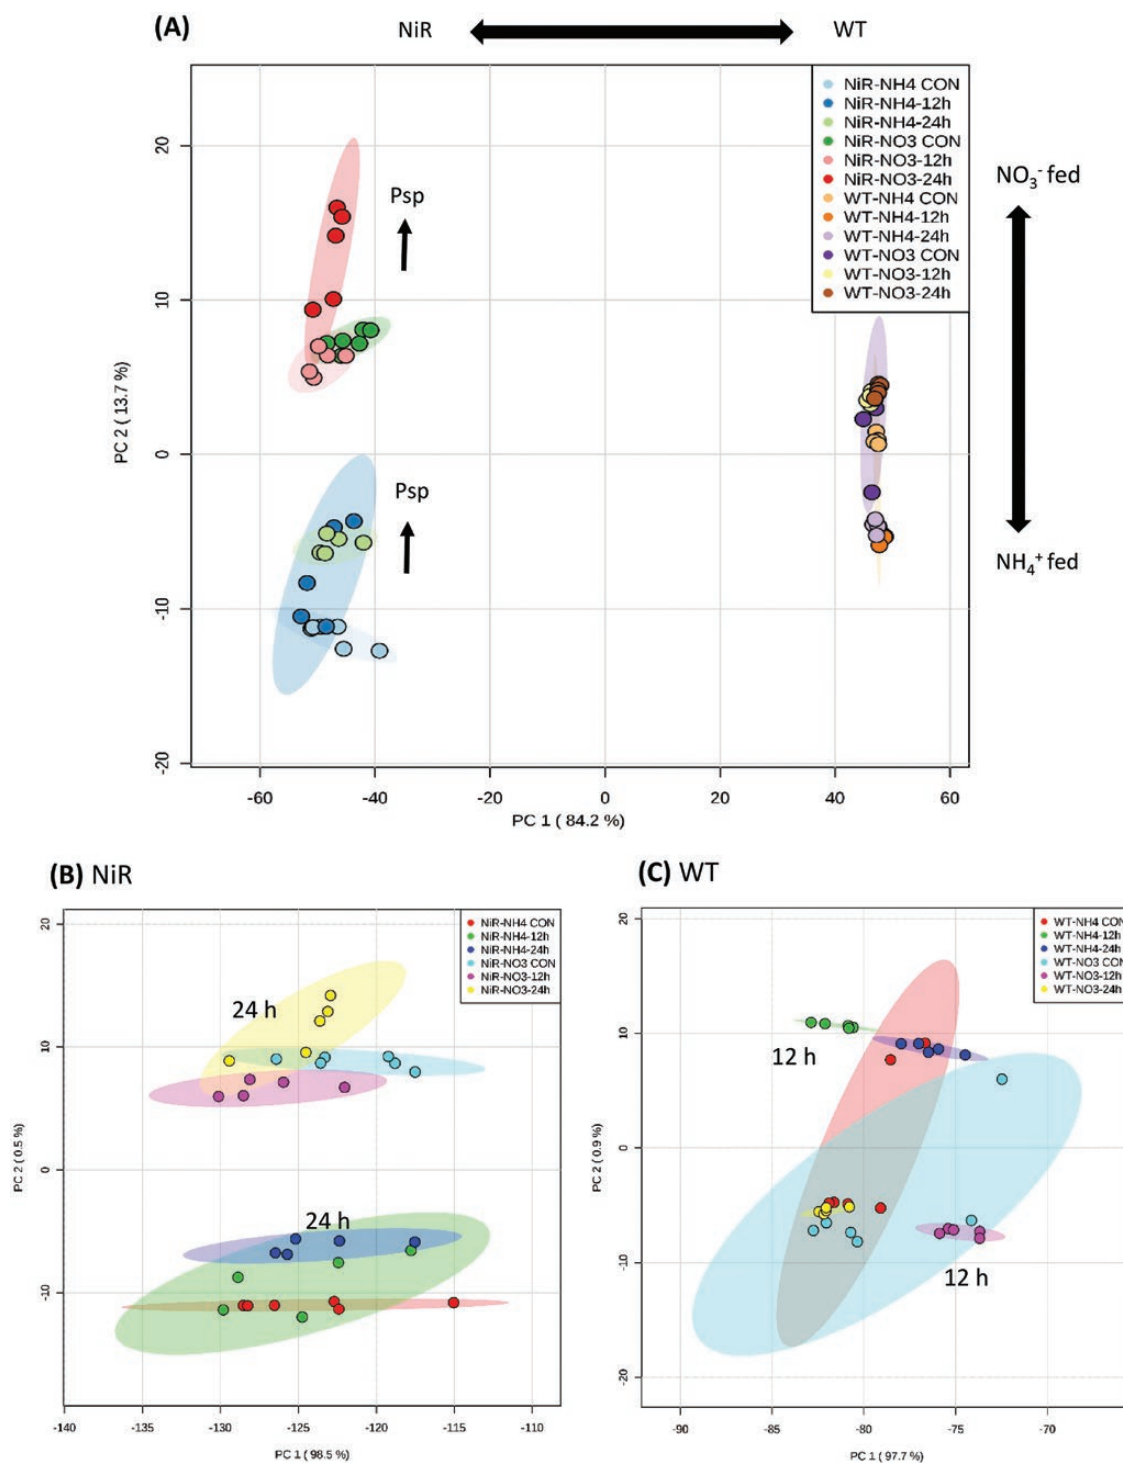 (A)
NiR
WT
NiR-NH4 CON
NiR-NH4-12h
NiR-NH4-24h
NiR-NO3 CON
NiR-NO3-12h
NiR-NO3-24h
WT-NH4 CON
WT-NH4-12h
WT-NH4-24h
WT-NO3 CON
WT-NO3-12h
WT-NO3-24h
NO₃⁻ fed
NH₄⁺ fed
Psp
Psp
PC 2 ( 13.7 %)
20
10
0
-10
-20
-60 -40 -20 0 20 40 60
PC 1 ( 84.2 %)
(B) NiR
NiR-NH4 CON
NiR-NH4-12h
NiR-NH4-24h
NiR-NO3 CON
NiR-NO3-12h
NiR-NO3-24h
24 h
24 h
PC 2 ( 0.5 %)
20
10
0
-10
-140 -135 -130 -125 -120 -115 -110
PC 1 ( 98.5 %)
(C) WT
WT-NH4 CON
WT-NH4-12h
WT-NH4-24h
WT-NO3 CON
WT-NO3-12h
WT-NO3-24h
12 h
12 h
PC 2 ( 0.9 %)
20
10
0
-10
-20
-90 -85 -80 -75 -70
PC 1 ( 97.7 %)